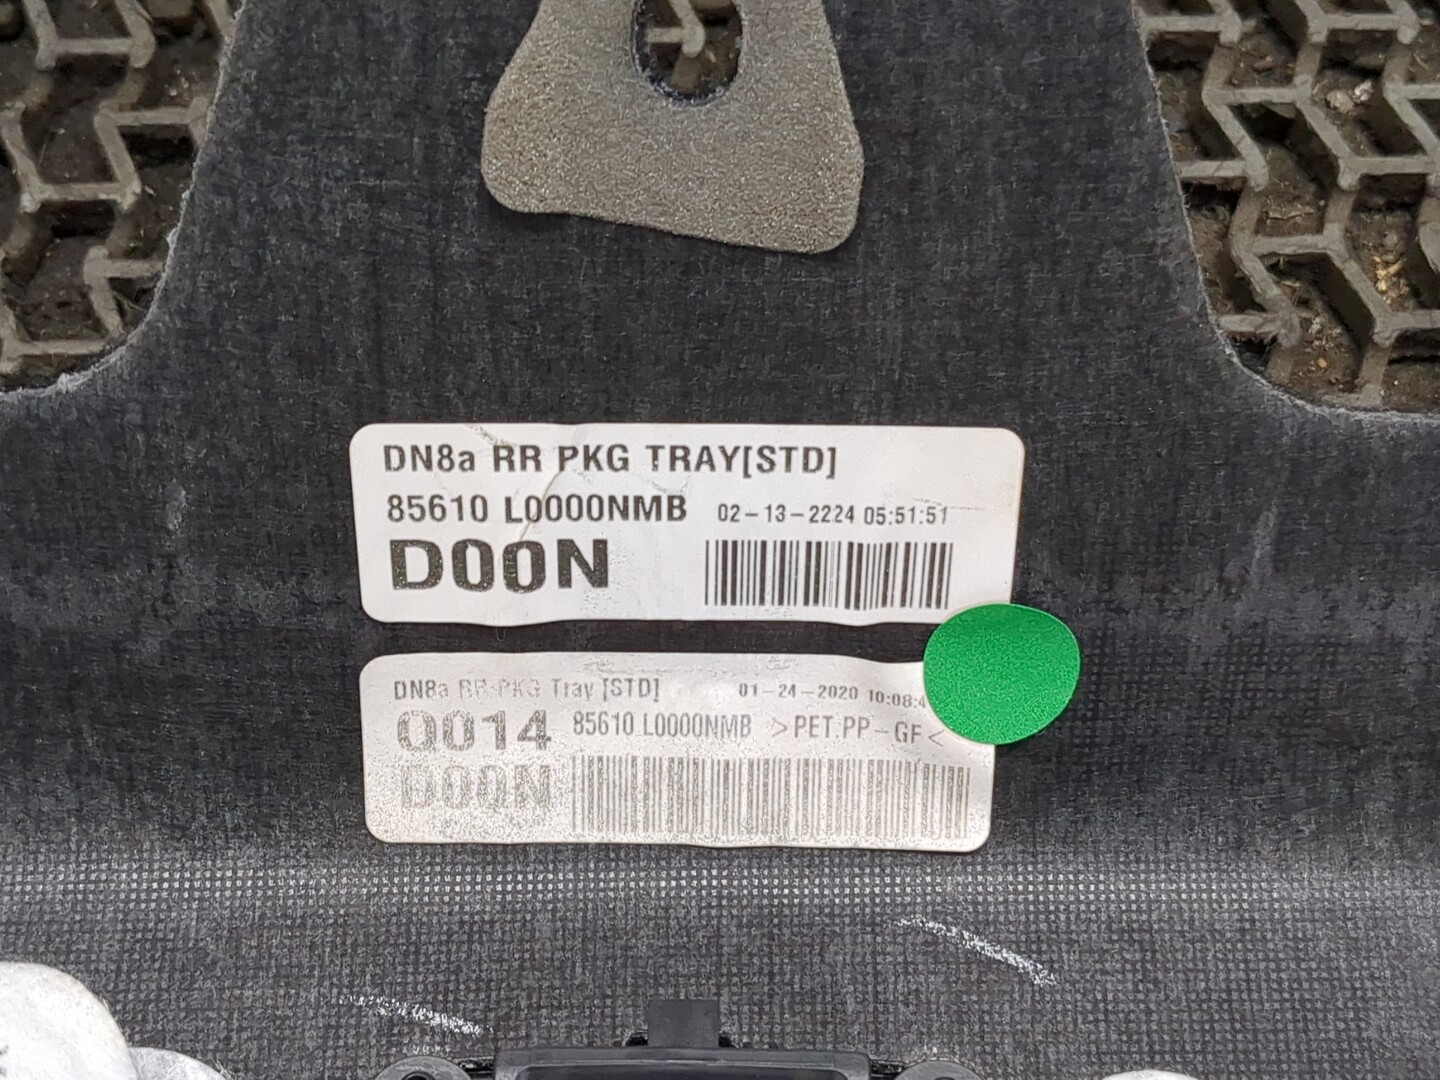 DN8a RR PKG TRAY[STD]
85610 L0000NMB 02-13-2224 05:51:51
D00N
DN8a RR PKG Tray [STD] 01-24-2020 10:08:4
Q014 85610 L0000NMB >PET.PP-GF<
D00N